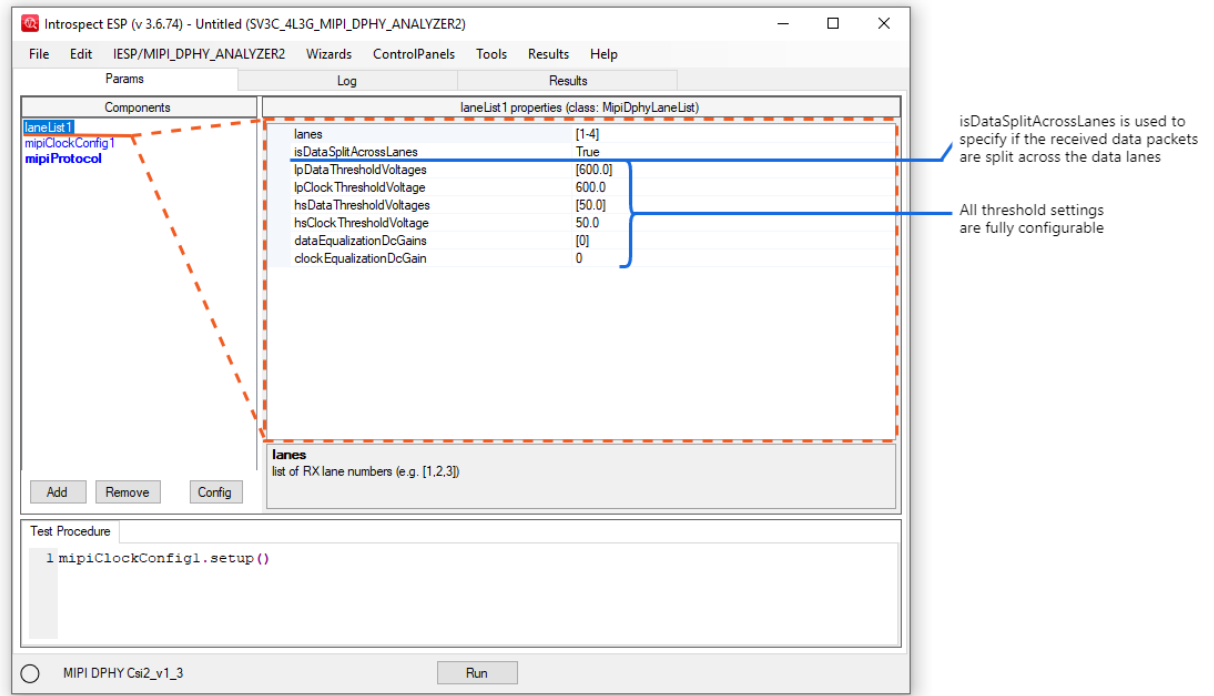 Introspect ESP (v 3.6.74) - Untitled (SV3C_4L3G_MIPI_DPHY_ANALYZER2)
File Edit IESP/MIPI_DPHY_ANALYZER2 Wizards ControlPanels Tools Results Help
Params Log Results
Components
laneList1 properties (class: MipiDphyLaneList)
laneList1
mipiClockConfig1
mipiProtocol
lanes [1-4]
isDataSplitAcrossLanes True
lpDataThresholdVoltages [600.0]
lpClockThresholdVoltage 600.0
hsDataThresholdVoltages [50.0]
hsClockThresholdVoltage 50.0
dataEqualizationDcGains [0]
clockEqualizationDcGain 0
isDataSplitAcrossLanes is used to
specify if the received data packets
are split across the data lanes
All threshold settings
are fully configurable
lanes
list of RX lane numbers (e.g. [1,2,3])
Add Remove Config
Test Procedure
1 mipiClockConfig1.setup()
MIPI DPHY Csi2_v1_3
Run